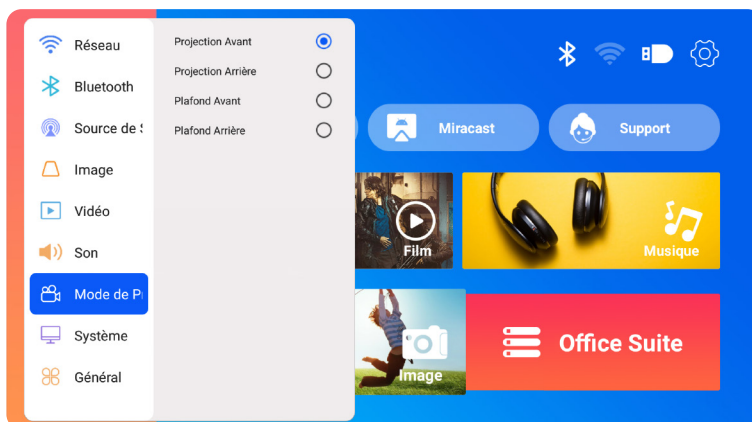 Réseau
Bluetooth
Source de S
Image
Vidéo
Son
Mode de P
Système
Général
Projection Avant
Projection Arrière
Plafond Avant
Plafond Arrière
Miracast
Support
Film
Musique
Image
Office Suite